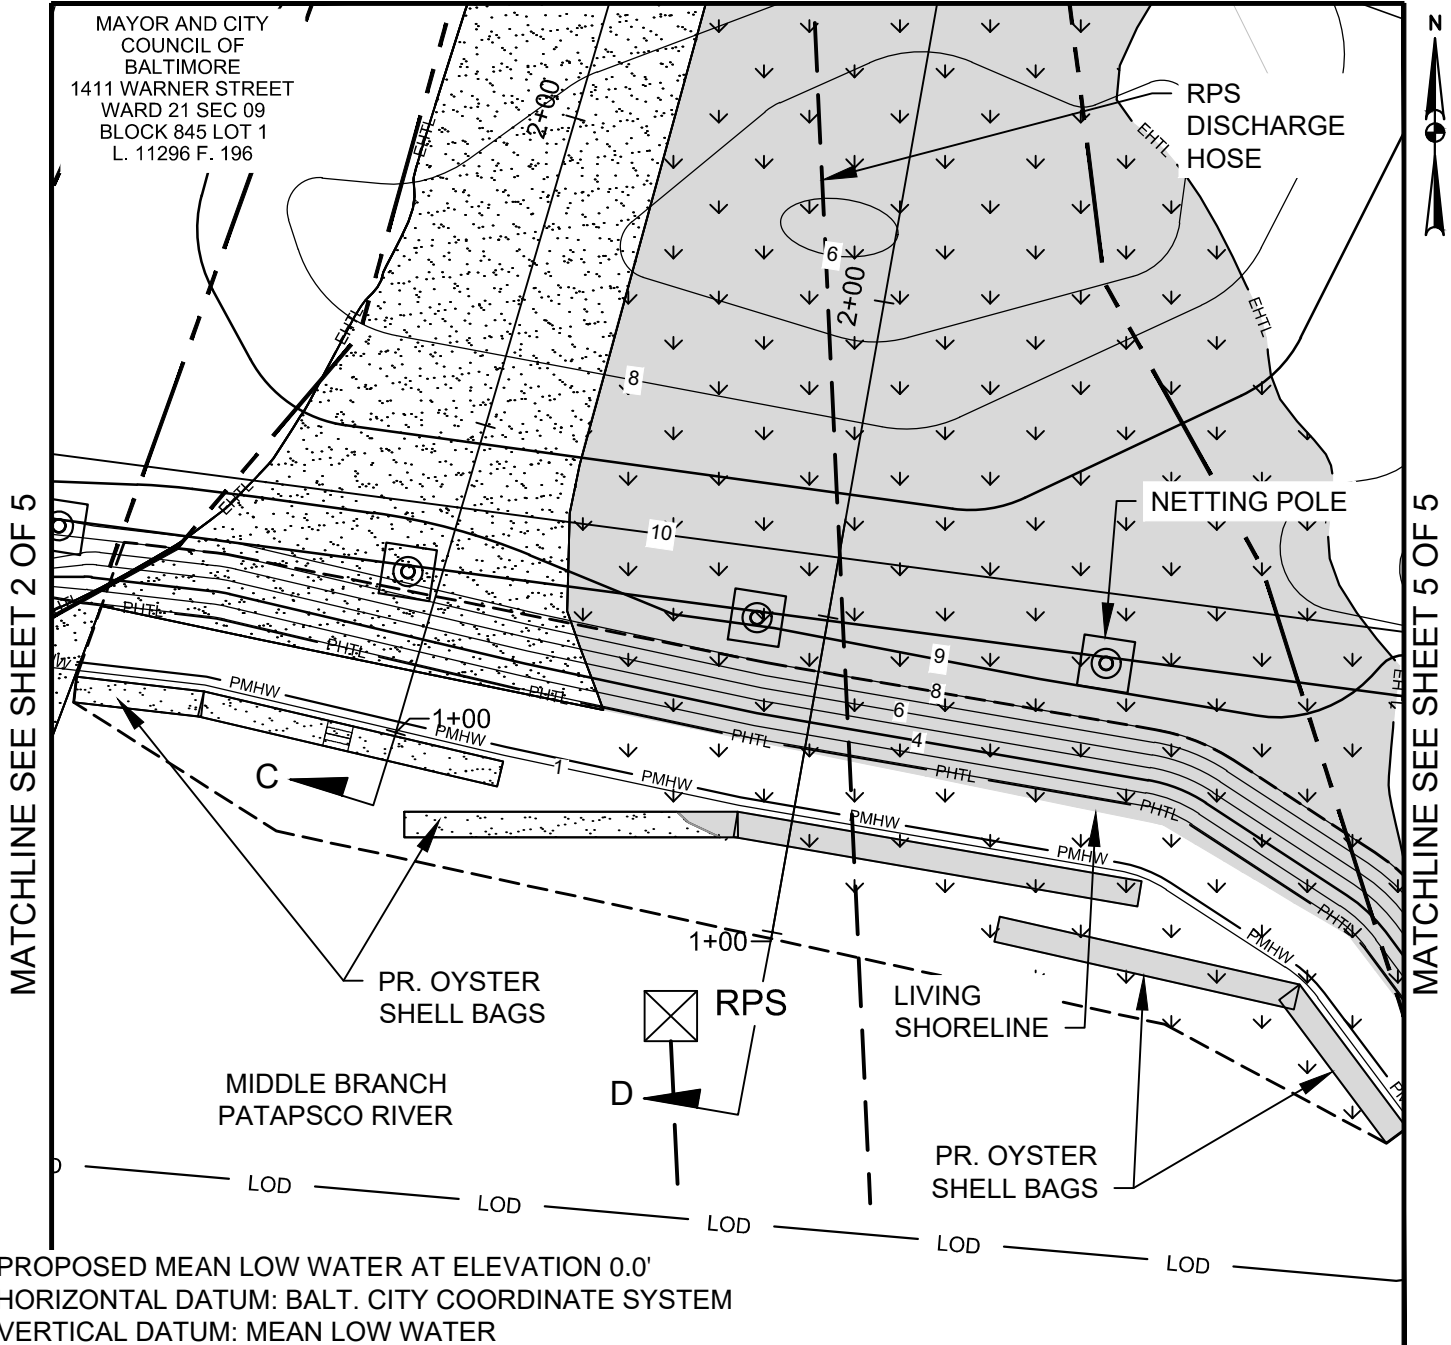 MAYOR AND CITY
COUNCIL OF
BALTIMORE
1411 WARNER STREET
WARD 21 SEC 09
BLOCK 845 LOT 1
L. 11296 F. 196
N
RPS
DISCHARGE
HOSE
EHTL
EHTL
2+00
6
2+00
EHTL
EHTL
8
EHTL
NETTING POLE
10
MATCHLINE SEE SHEET 2 OF 5
MATCHLINE SEE SHEET 5 OF 5
PHTL
PHTL
PHTL
9
8
6
4
EHTL
PMHW
1+00
PMHW
PHTL
1
PMHW
PHTL
PHTL
C
PMHW
PMHW
PHTL
PMHW
1+00
PR. OYSTER
SHELL BAGS
RPS
LIVING
SHORELINE
D
MIDDLE BRANCH
PATAPSCO RIVER
PR. OYSTER
SHELL BAGS
LOD
LOD
LOD
LOD
LOD
PROPOSED MEAN LOW WATER AT ELEVATION 0.0'
HORIZONTAL DATUM: BALT. CITY COORDINATE SYSTEM
VERTICAL DATUM: MEAN LOW WATER